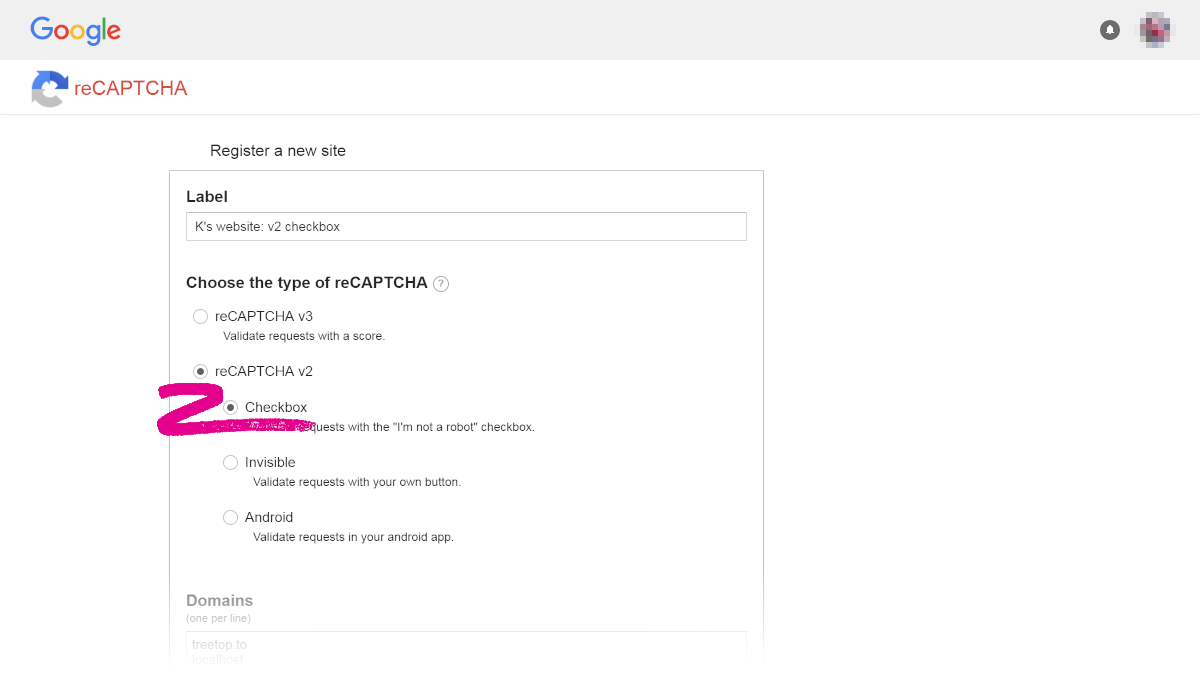 Google
reCAPTCHA
Register a new site
Label
K's website: v2 checkbox
Choose the type of reCAPTCHA ?
reCAPTCHA v3
Validate requests with a score.
reCAPTCHA v2
Checkbox
requests with the "I'm not a robot" checkbox.
Invisible
Validate requests with your own button.
Android
Validate requests in your android app.
Domains
(one per line)
treetop.to
localhost